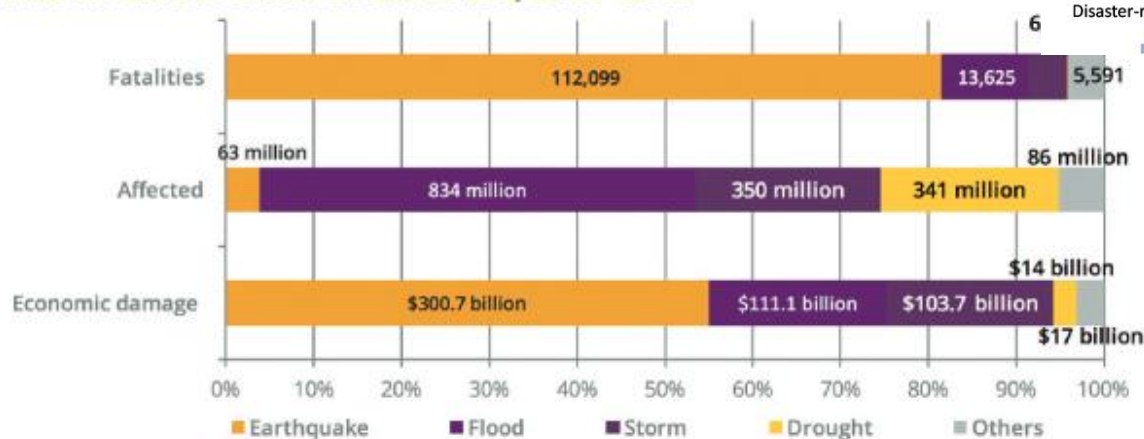 6
Disaster-r
Fatalities
112,099
13,625
5,591
63 million
86 million
Affected
834 million
350 million
341 million
$14 billion
Economic damage
$300.7 billion
$111.1 billion
$103.7 billion
$17 billion
0% 10% 20% 30% 40% 50% 60% 70% 80% 90% 100%
Earthquake Flood Storm Drought Others